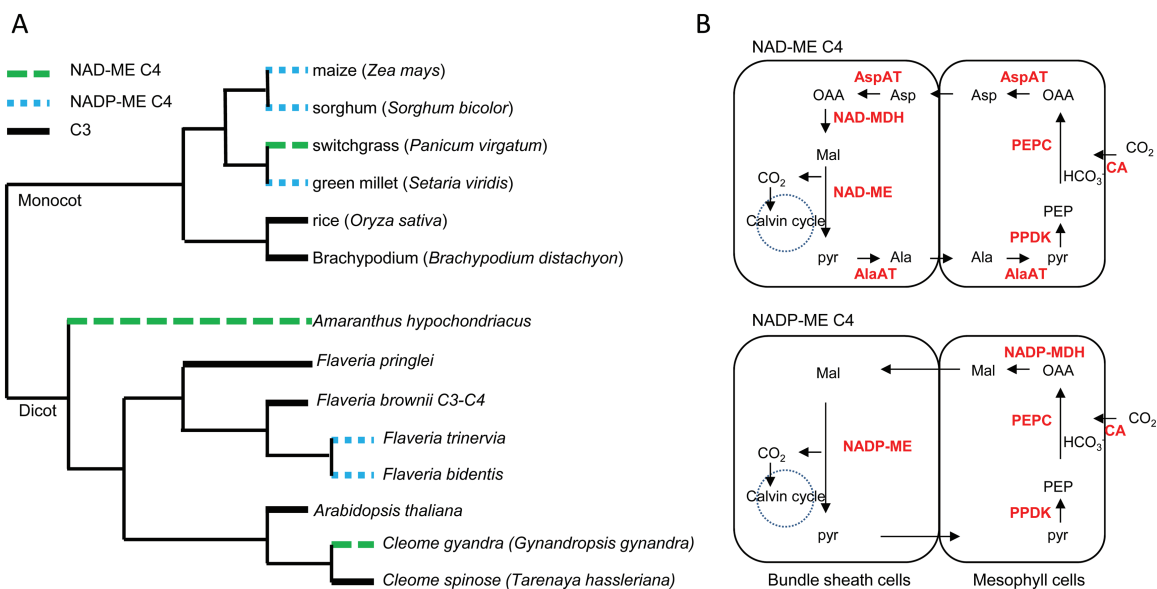 A
NAD-ME C4
NADP-ME C4
C3
maize (Zea mays)
sorghum (Sorghum bicolor)
switchgrass (Panicum virgatum)
green millet (Setaria viridis)
Monocot
rice (Oryza sativa)
Brachypodium (Brachypodium distachyon)
Amaranthus hypochondriacus
Flaveria pringlei
Flaveria brownii C3-C4
Dicot
Flaveria trinervia
Flaveria bidentis
Arabidopsis thaliana
Cleome gyandra (Gynandropsis gynandra)
Cleome spinose (Tarenaya hassleriana)
B
NAD-ME C4
AspAT AspAT
OAA Asp Asp OAA
NAD-MDH
PEPC CO2
Mal
CA
CO2 HCO3-
NAD-ME
PEP
Calvin cycle
PPDK
pyr Ala Ala pyr
AlaAT AlaAT
NADP-ME C4
NADP-MDH
Mal Mal OAA
PEPC CO2
CA
HCO3-
NADP-ME
CO2
PEP
Calvin cycle
PPDK
pyr pyr
Bundle sheath cells Mesophyll cells